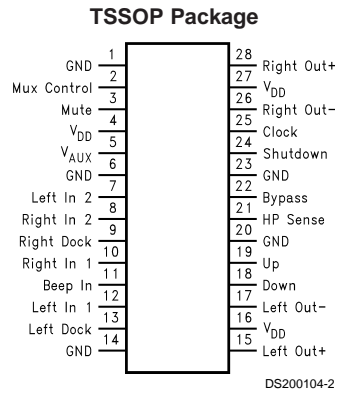 TSSOP Package
GND 1 28 Right Out+
Mux Control 2 27 VDD
Mute 3 26 Right Out-
VDD 4 25 Clock
VAUX 5 24 Shutdown
GND 6 23 GND
Left In 2 7 22 Bypass
Right In 2 8 21 HP Sense
Right Dock 9 20 GND
Right In 1 10 19 Up
Beep In 11 18 Down
Left In 1 12 17 Left Out-
Left Dock 13 16 VDD
GND 14 15 Left Out+
DS200104-2